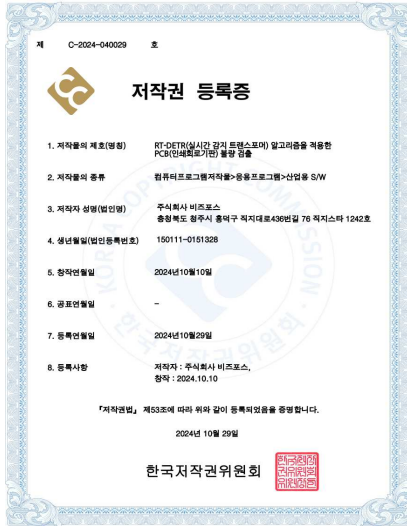 제 C-2024-040029 호
저작권 등록증
1. 저작물의 제호(명칭) RT-DETR(실시간 감지 트랜스포머) 알고리즘을 적용한
PCB(인쇄회로기판) 불량 검출
2. 저작물의 종류 컴퓨터프로그램저작물>응용프로그램>산업용 S/W
3. 저작자 성명(법인명) 주식회사 비즈포스
충청북도 청주시 흥덕구 직지대로436번길 76 직지스타 1242호
4. 생년월일(법인등록번호) 150111-0151328
5. 창작연월일 2024년10월10일
6. 공표연월일 –
7. 등록연월일 2024년10월29일
8. 등록사항 저작자 : 주식회사 비즈포스,
창작 : 2024.10.10
「저작권법」 제53조에 따라 위와 같이 등록되었음을 증명합니다.
2024년 10월 29일
한국저작권위원회
KOREA COPYRIGHT COMMISSION
한국저작권위원회